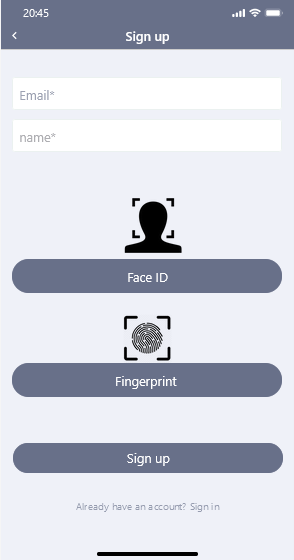 20:45
Sign up
Email*
name*
Face ID
Fingerprint
Sign up
Already have an account? Sign in